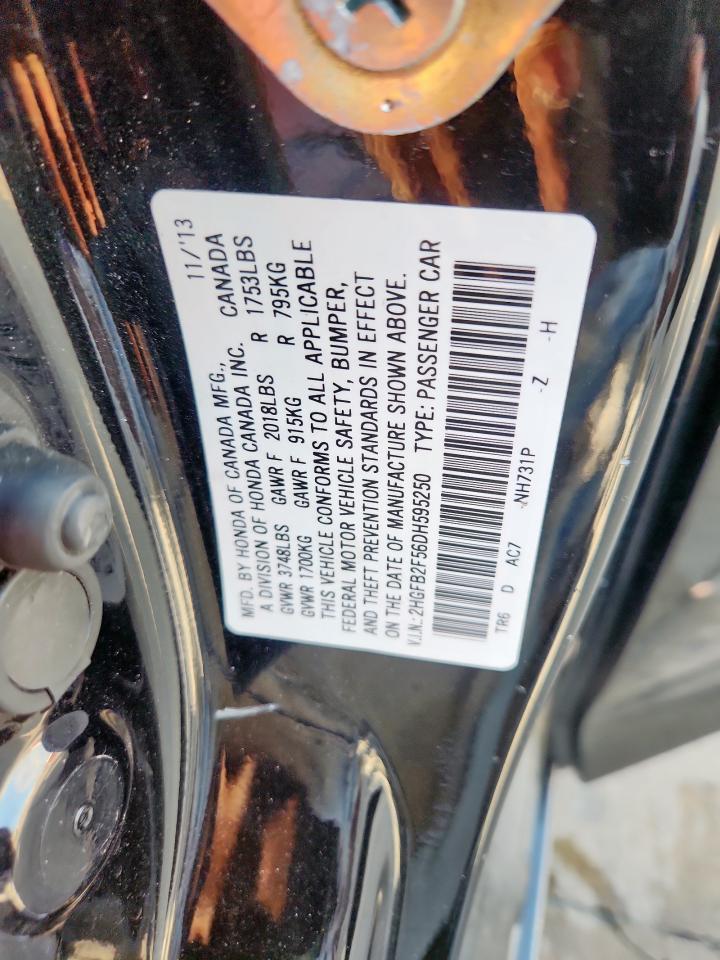 11/'13
MFD. BY HONDA OF CANADA MFG.,
A DIVISION OF HONDA CANADA INC. CANADA
GVWR 3748LBS GAWR F 2018LBS R 1753LBS
GVWR 1700KG GAWR F 915KG R 795KG
THIS VEHICLE CONFORMS TO ALL APPLICABLE
FEDERAL MOTOR VEHICLE SAFETY, BUMPER,
AND THEFT PREVENTION STANDARDS IN EFFECT
ON THE DATE OF MANUFACTURE SHOWN ABOVE.
V.I.N.: 2HGFB2F56DH595250 TYPE: PASSENGER CAR
TR6 D AC7 NH731P -Z -H